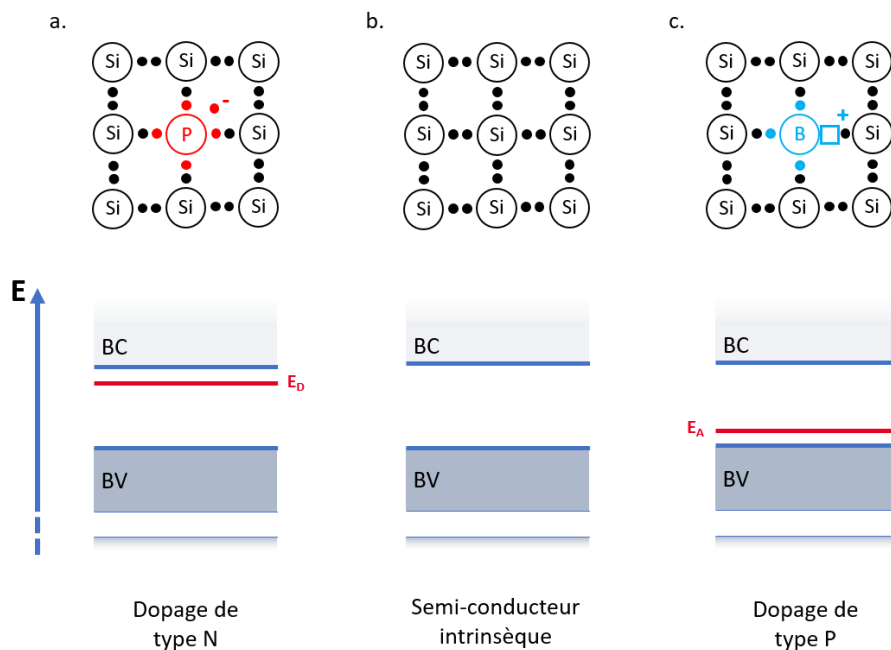 a.
b.
c.
Si Si Si
Si Si Si
Si Si Si
-
+
Si P Si
Si Si Si
Si B Si
Si Si Si
Si Si Si
Si Si Si
E
BC
BC
BC
E_D
E_A
BV
BV
BV
Dopage de
type N
Semi-conducteur
intrinsèque
Dopage de
type P